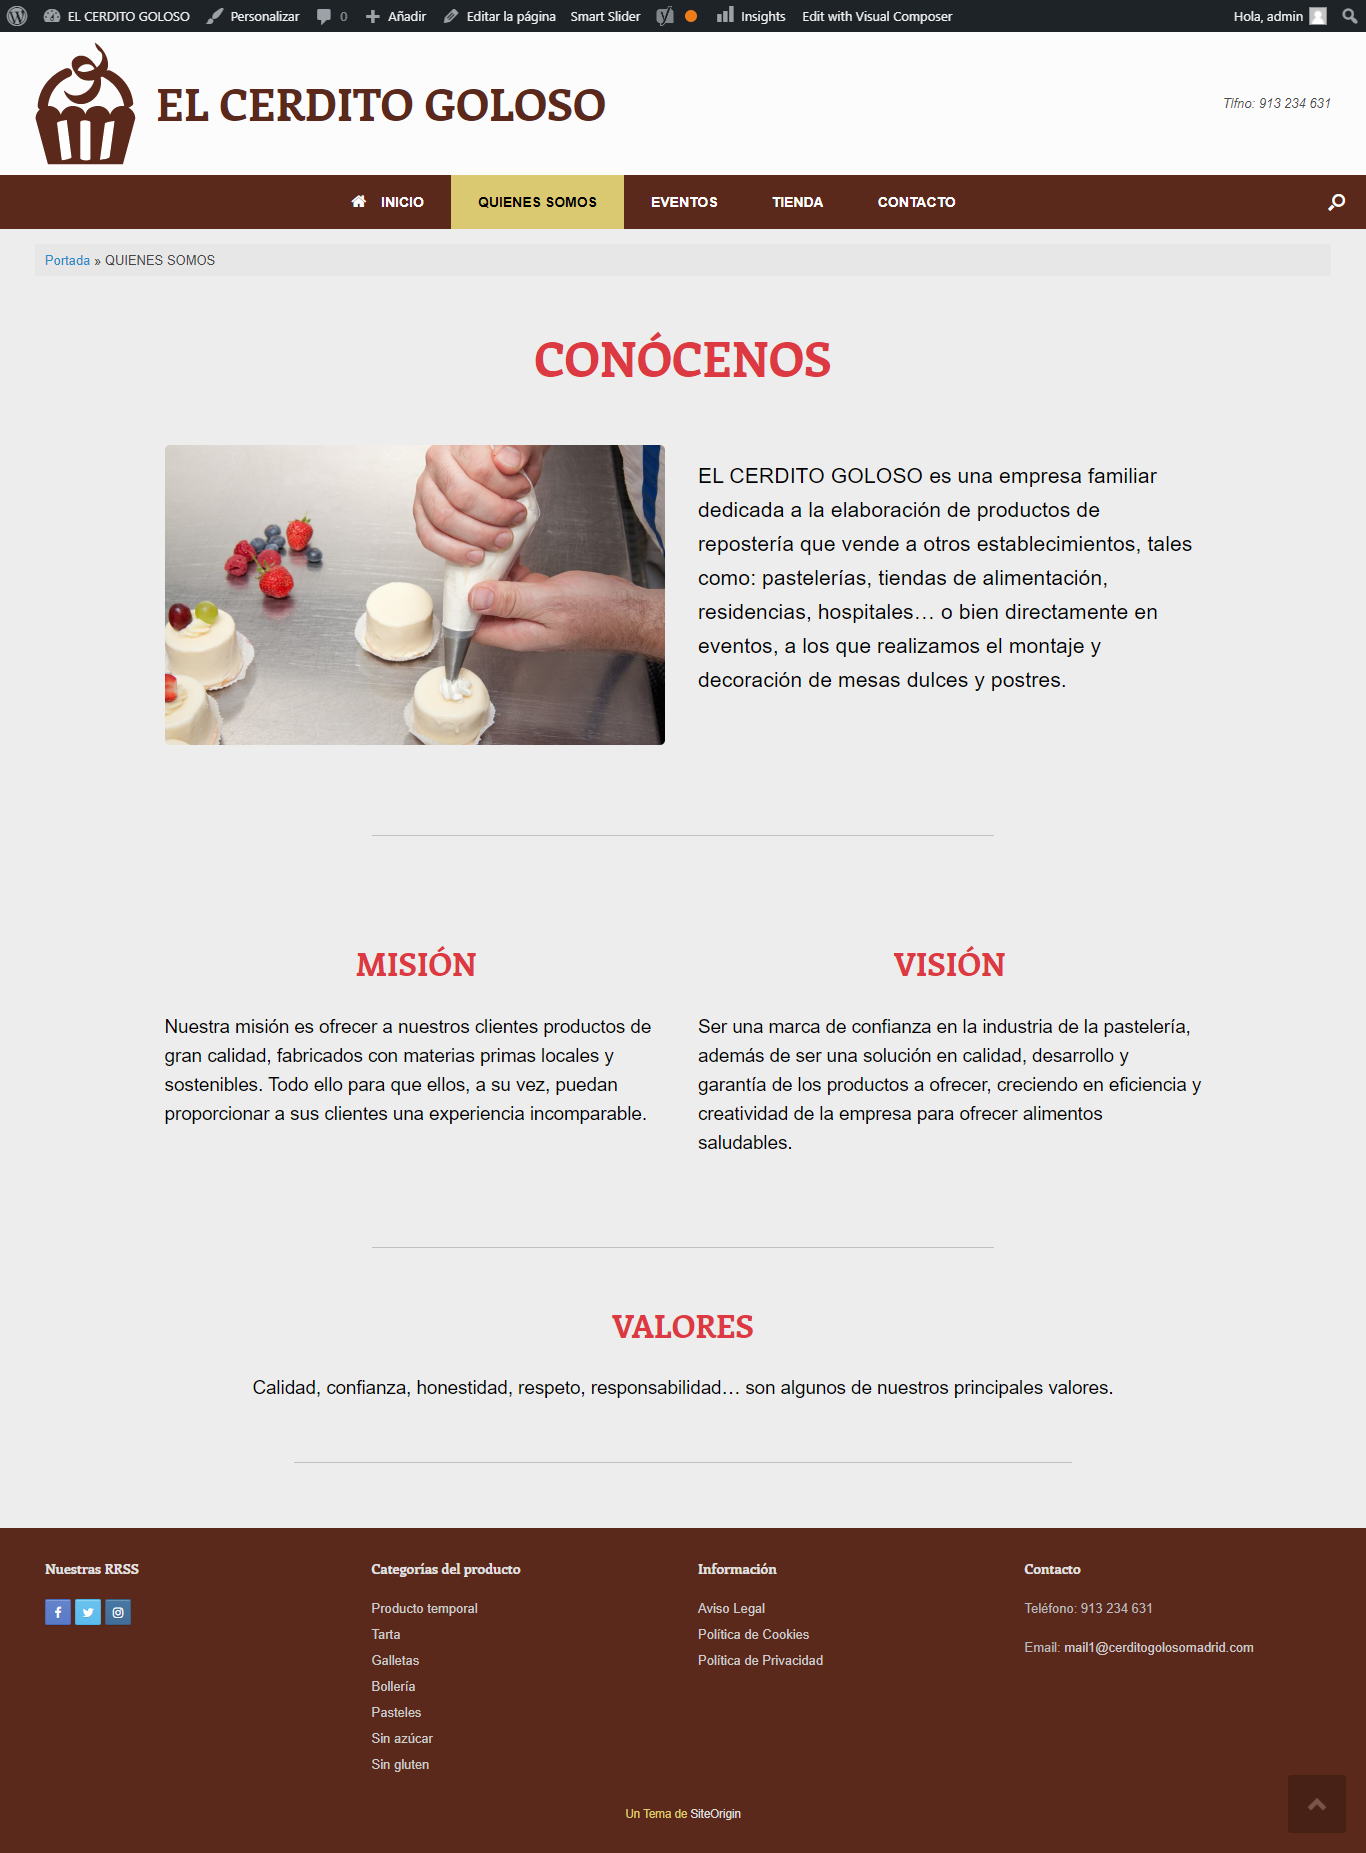 EL CERDITO GOLOSO Personalizar 0 Añadir Editar la página Smart Slider Insights Edit with Visual Composer Hola, admin
EL CERDITO GOLOSO
Tlfno: 913 234 631
INICIO QUIENES SOMOS EVENTOS TIENDA CONTACTO
Portada » QUIENES SOMOS
CONÓCENOS
EL CERDITO GOLOSO es una empresa familiar
dedicada a la elaboración de productos de
repostería que vende a otros establecimientos, tales
como: pastelerías, tiendas de alimentación,
residencias, hospitales… o bien directamente en
eventos, a los que realizamos el montaje y
decoración de mesas dulces y postres.
MISIÓN
Nuestra misión es ofrecer a nuestros clientes productos de
gran calidad, fabricados con materias primas locales y
sostenibles. Todo ello para que ellos, a su vez, puedan
proporcionar a sus clientes una experiencia incomparable.
VISIÓN
Ser una marca de confianza en la industria de la pastelería,
además de ser una solución en calidad, desarrollo y
garantía de los productos a ofrecer, creciendo en eficiencia y
creatividad de la empresa para ofrecer alimentos
saludables.
VALORES
Calidad, confianza, honestidad, respeto, responsabilidad… son algunos de nuestros principales valores.
Nuestras RRSS
Categorías del producto
Producto temporal
Tarta
Galletas
Bollería
Pasteles
Sin azúcar
Sin gluten
Información
Aviso Legal
Política de Cookies
Política de Privacidad
Contacto
Teléfono: 913 234 631
Email: mail1@cerditogolosomadrid.com
Un Tema de SiteOrigin